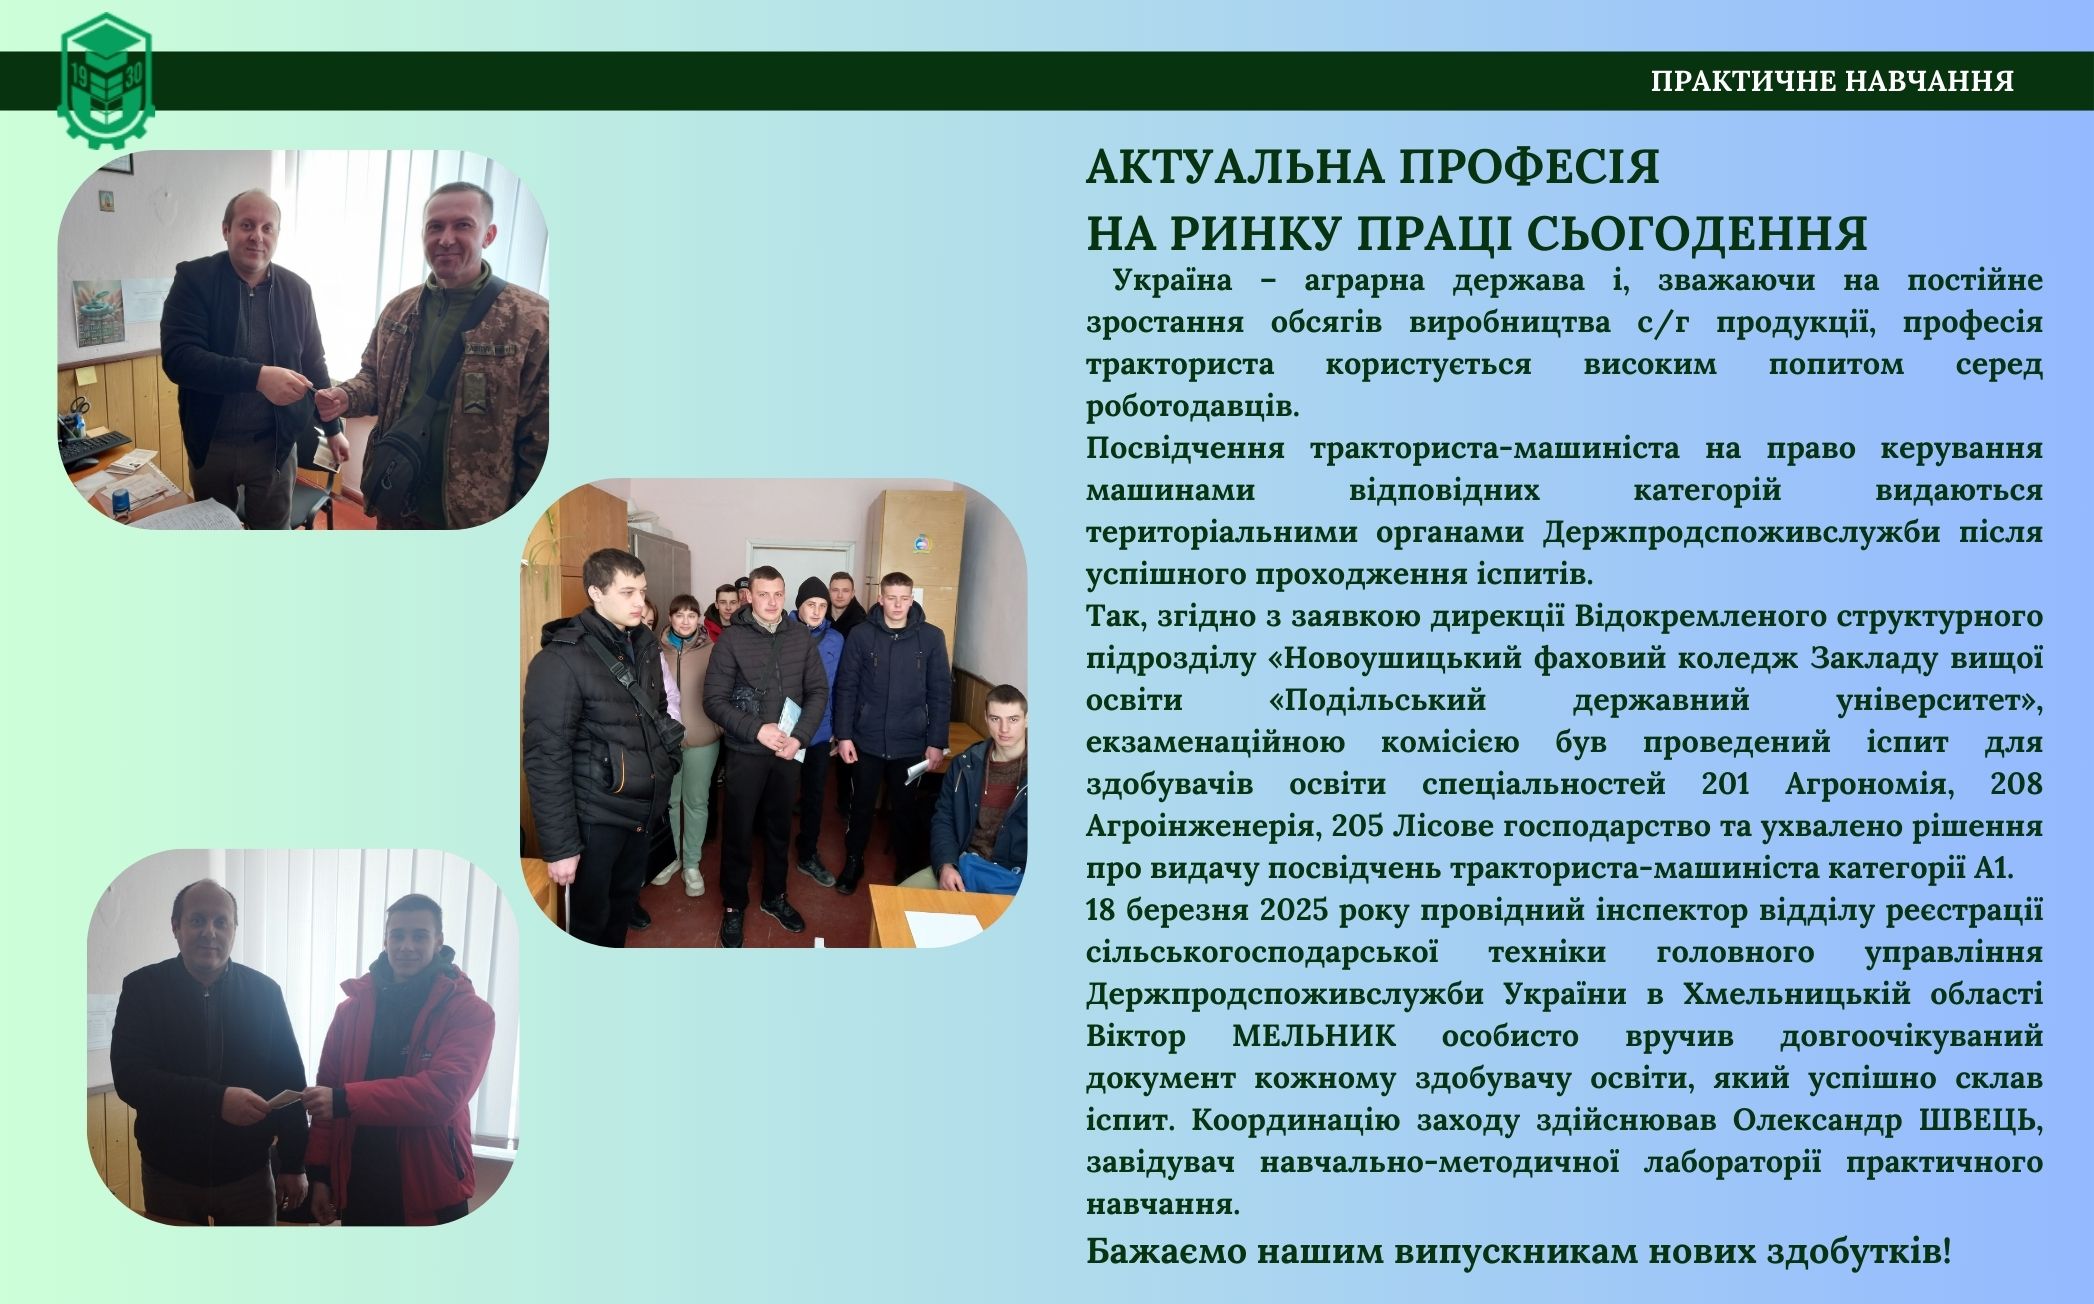 19 30
ПРАКТИЧНЕ НАВЧАННЯ
АКТУАЛЬНА ПРОФЕСІЯ
НА РИНКУ ПРАЦІ СЬОГОДЕННЯ
Україна – аграрна держава і, зважаючи на постійне
зростання обсягів виробництва с/г продукції, професія
тракториста користується високим попитом серед
роботодавців.
Посвідчення тракториста-машиніста на право керування
машинами відповідних категорій видаються
територіальними органами Держпродспоживслужби після
успішного проходження іспитів.
Так, згідно з заявкою дирекції Відокремленого структурного
підрозділу «Новоушицький фаховий коледж Закладу вищої
освіти «Подільський державний університет»,
екзаменаційною комісією був проведений іспит для
здобувачів освіти спеціальностей 201 Агрономія, 208
Агроінженерія, 205 Лісове господарство та ухвалено рішення
про видачу посвідчень тракториста-машиніста категорії А1.
18 березня 2025 року провідний інспектор відділу реєстрації
сільськогосподарської техніки головного управління
Держпродспоживслужби України в Хмельницькій області
Віктор МЕЛЬНИК особисто вручив довгоочікуваний
документ кожному здобувачу освіти, який успішно склав
іспит. Координацію заходу здійснював Олександр ШВЕЦЬ,
завідувач навчально-методичної лабораторії практичного
навчання.
Бажаємо нашим випускникам нових здобутків!